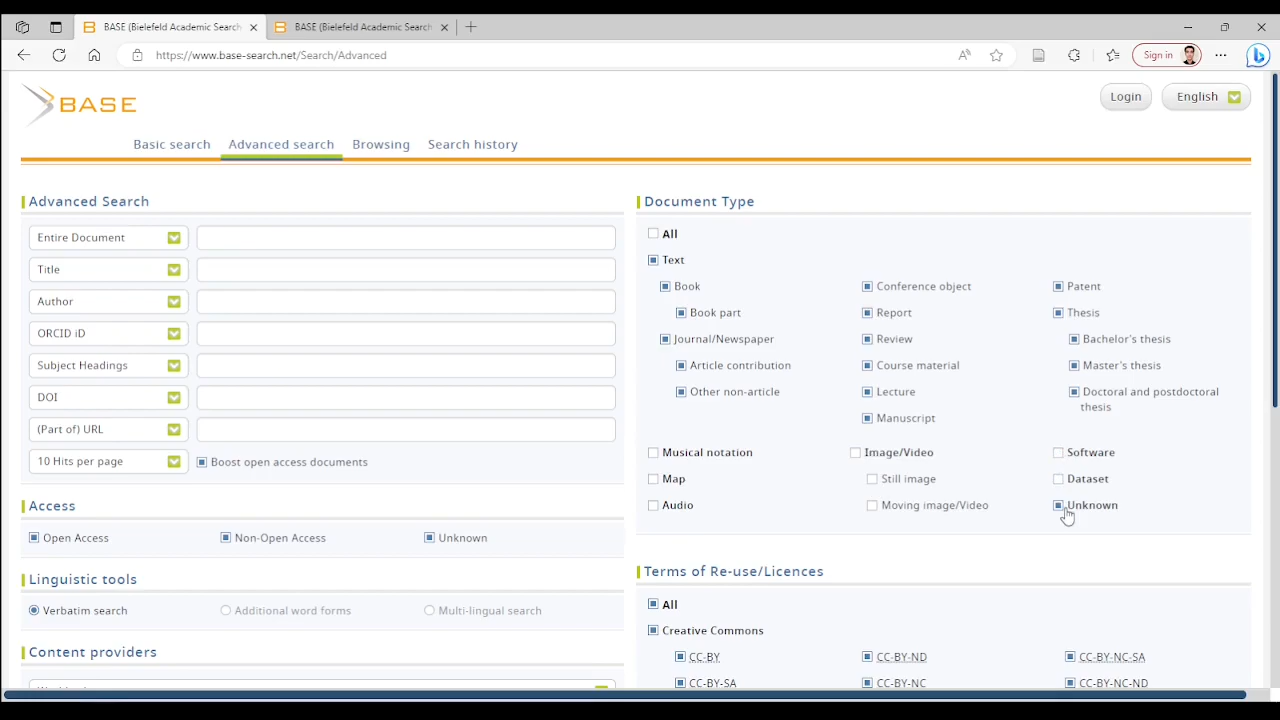 BASE (Bielefeld Academic Search
BASE (Bielefeld Academic Search
https://www.base-search.net/Search/Advanced
Sign in
BASE
Login
English
Basic search
Advanced search
Browsing
Search history
Advanced Search
Entire Document
Title
Author
ORCID iD
Subject Headings
DOI
(Part of) URL
10 Hits per page
Boost open access documents
Access
Open Access
Non-Open Access
Unknown
Linguistic tools
Verbatim search
Additional word forms
Multi-lingual search
Content providers
Document Type
All
Text
Book
Conference object
Patent
Book part
Report
Thesis
Journal/Newspaper
Review
Bachelor's thesis
Article contribution
Course material
Master's thesis
Other non-article
Lecture
Doctoral and postdoctoral
thesis
Manuscript
Musical notation
Image/Video
Software
Map
Still image
Dataset
Audio
Moving image/Video
Unknown
Terms of Re-use/Licences
All
Creative Commons
CC-BY
CC-BY-ND
CC-BY-NC-SA
CC-BY-SA
CC-BY-NC
CC-BY-NC-ND